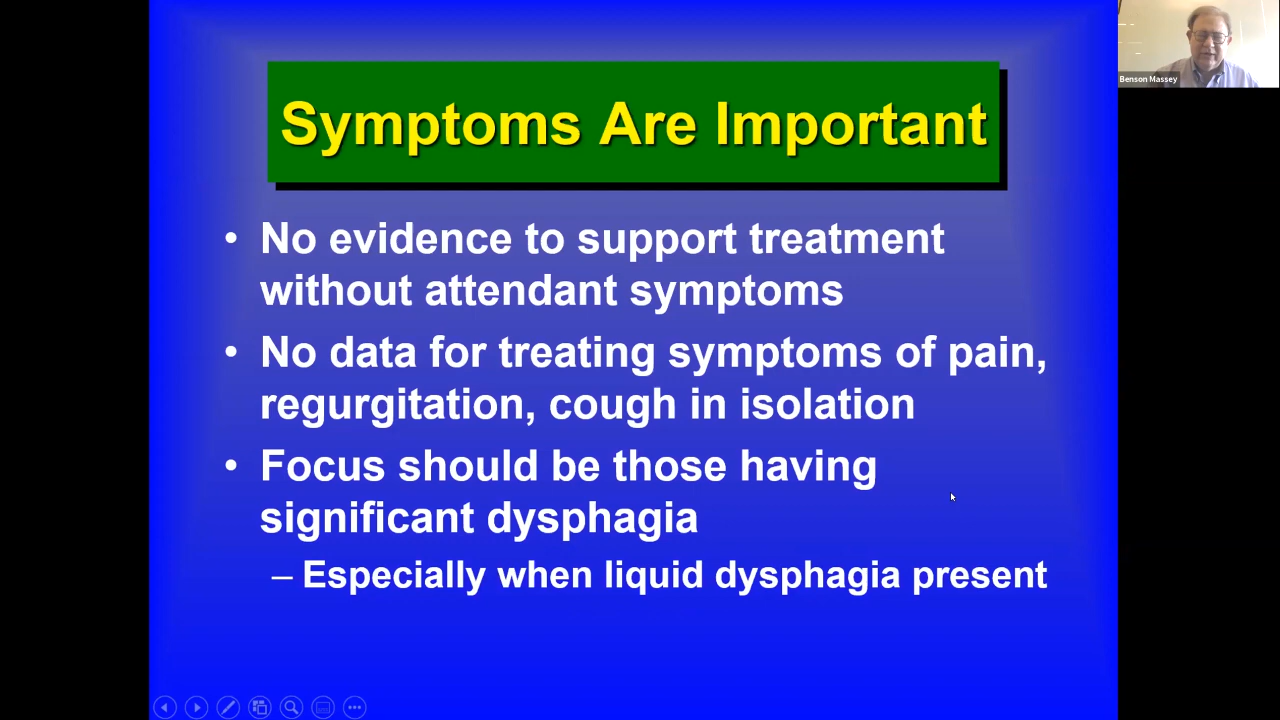 Symptoms Are Important
• No evidence to support treatment
without attendant symptoms
• No data for treating symptoms of pain,
regurgitation, cough in isolation
• Focus should be those having
significant dysphagia
– Especially when liquid dysphagia present
Benson Massey